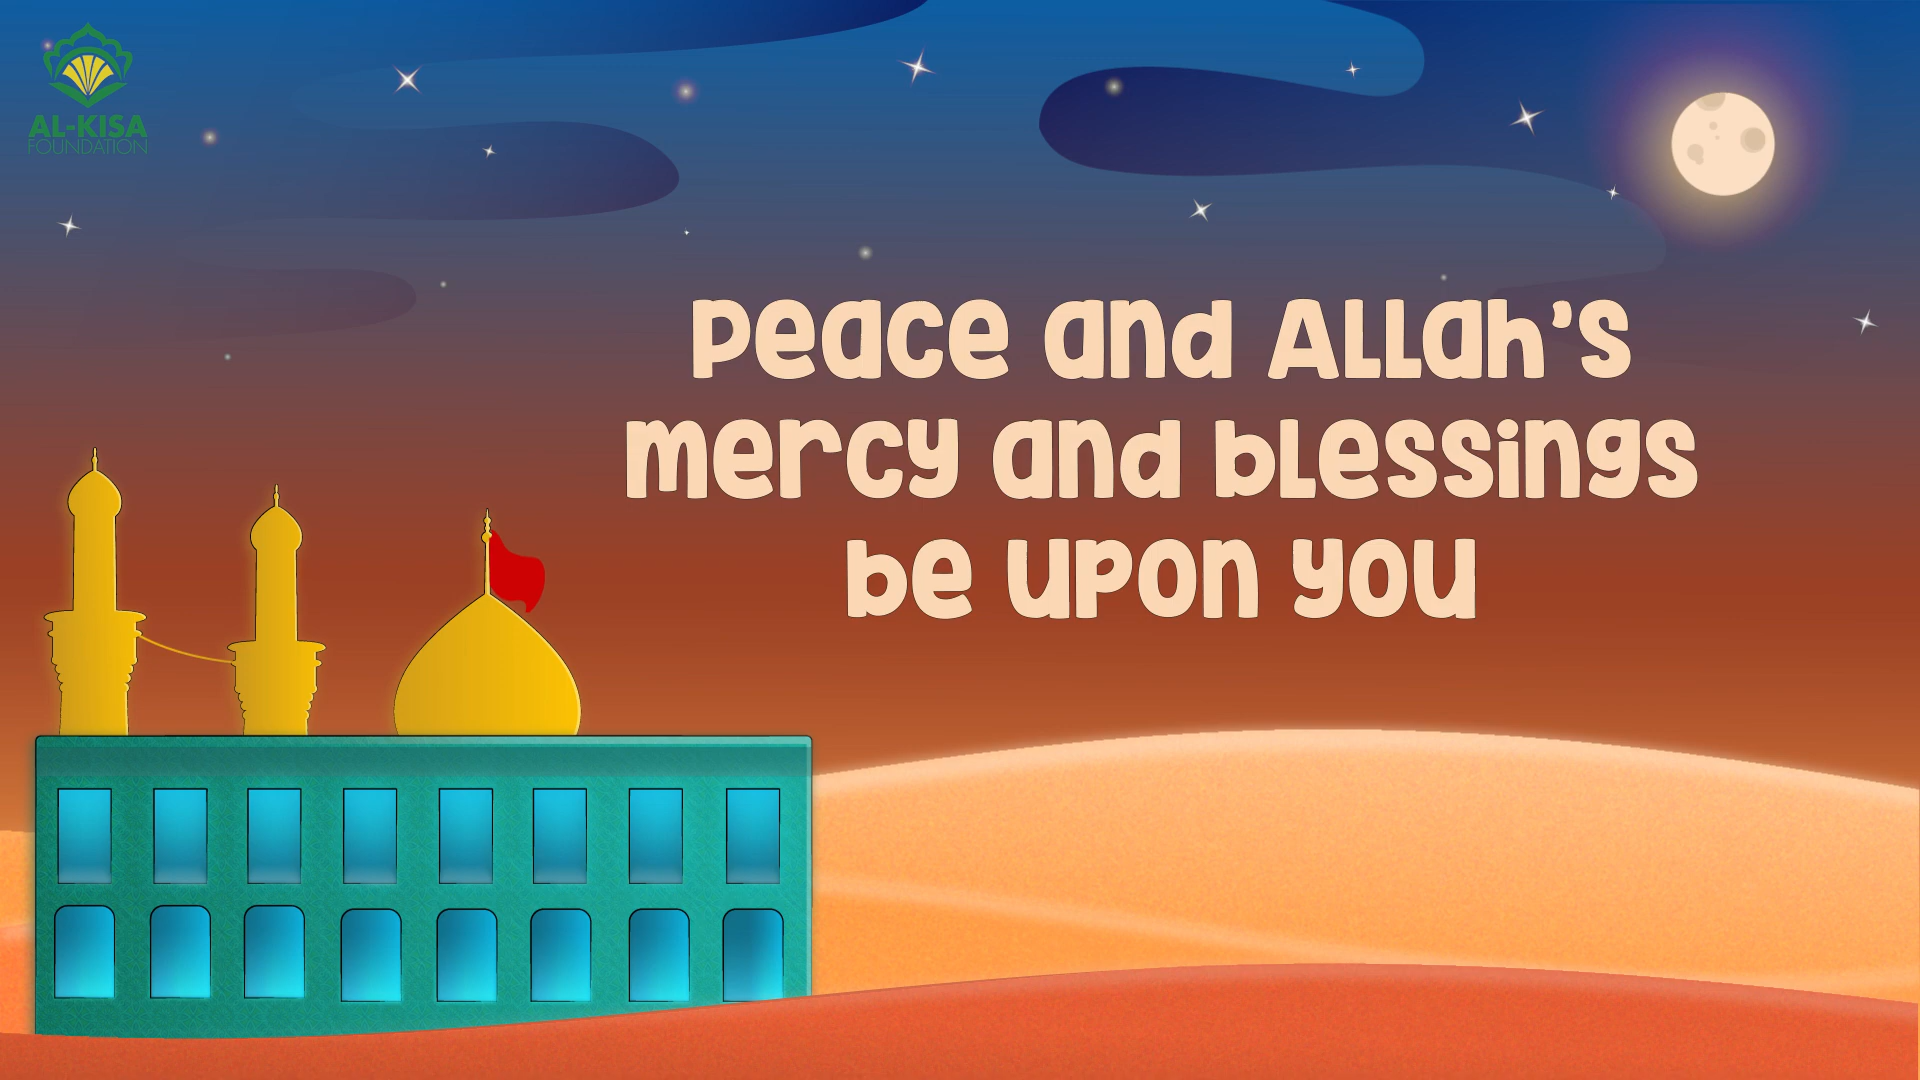 AL-KISA
FOUNDATION
Peace and Allah's
mercy and blessings
be upon you